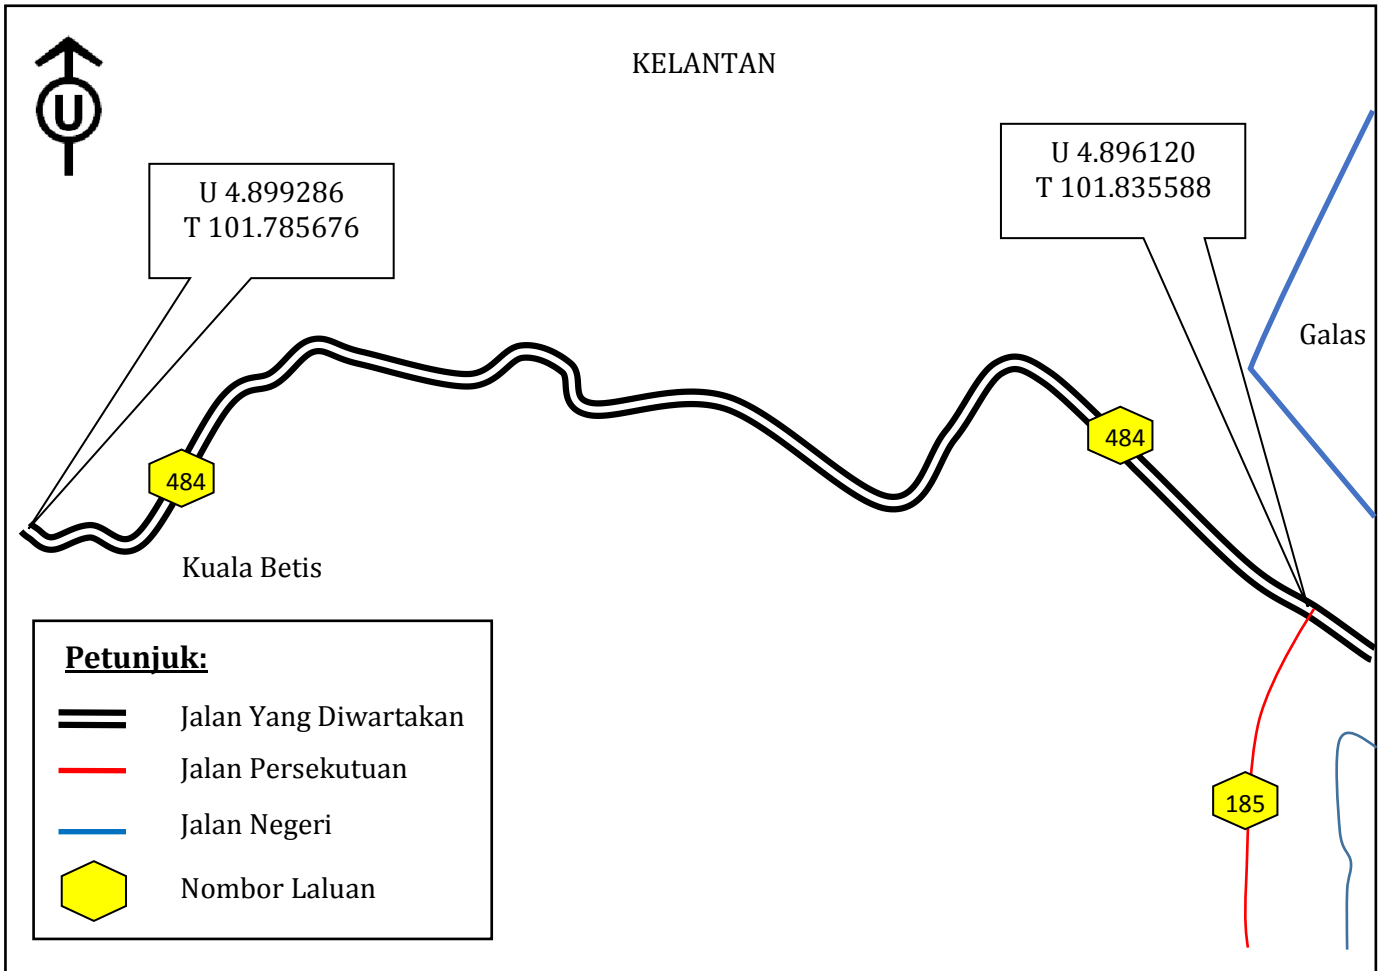 KELANTAN
U
U 4.899286
T 101.785676
U 4.896120
T 101.835588
Galas
484
484
Kuala Betis
Petunjuk:
Jalan Yang Diwartakan
Jalan Persekutuan
Jalan Negeri
Nombor Laluan
185